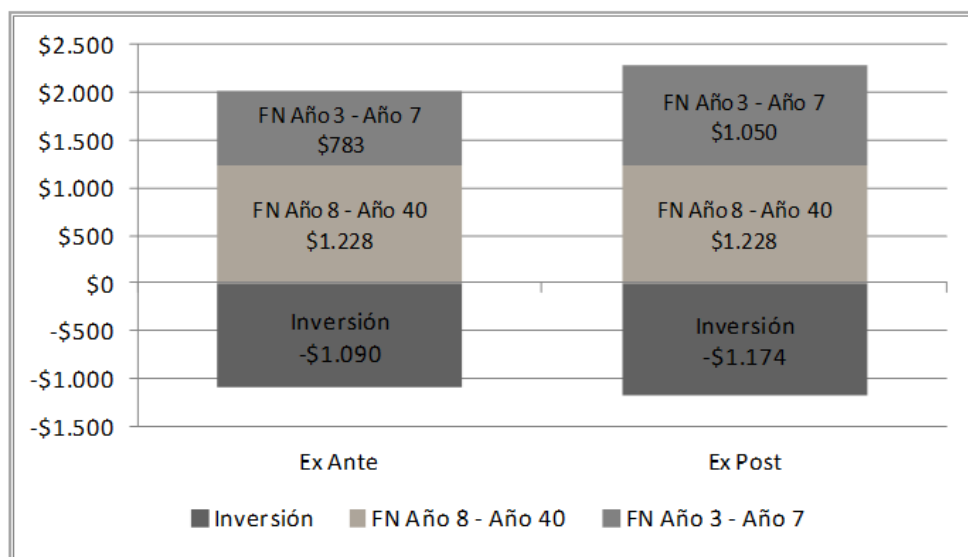 $2.500
$2.000
$1.500
$1.000
$500
$0
-$500
-$1.000
-$1.500
FN Año 3 - Año 7
$783
FN Año 8 - Año 40
$1.228
Inversión
-$1.090
FN Año 3 - Año 7
$1.050
FN Año 8 - Año 40
$1.228
Inversión
-$1.174
Ex Ante
Ex Post
Inversión
FN Año 8 - Año 40
FN Año 3 - Año 7